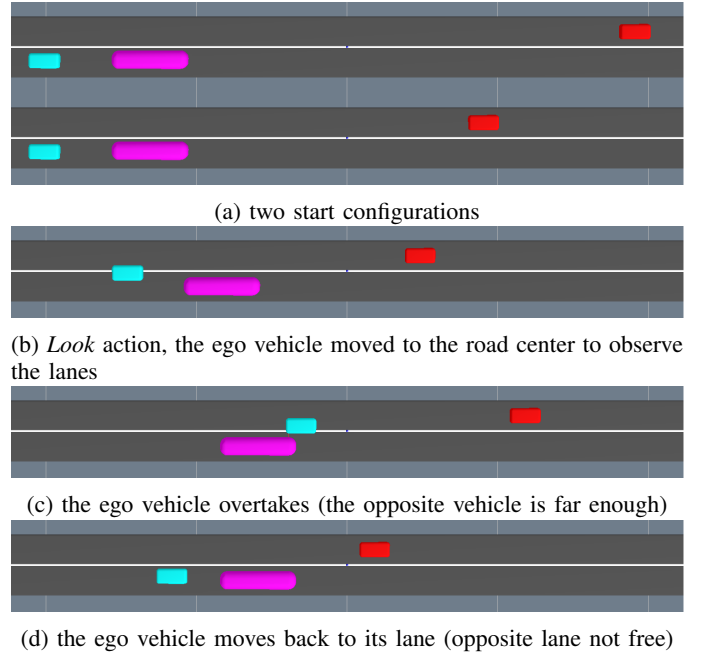 (a) two start configurations
(b) Look action, the ego vehicle moved to the road center to observe
the lanes
(c) the ego vehicle overtakes (the opposite vehicle is far enough)
(d) the ego vehicle moves back to its lane (opposite lane not free)